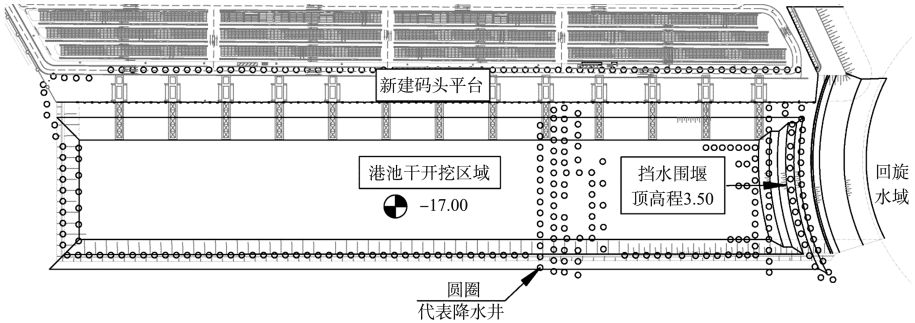 新建码头平台
港池干开挖区域
-17.00
挡水围堰
顶高程3.50
回旋
水域
圆圈
代表降水井